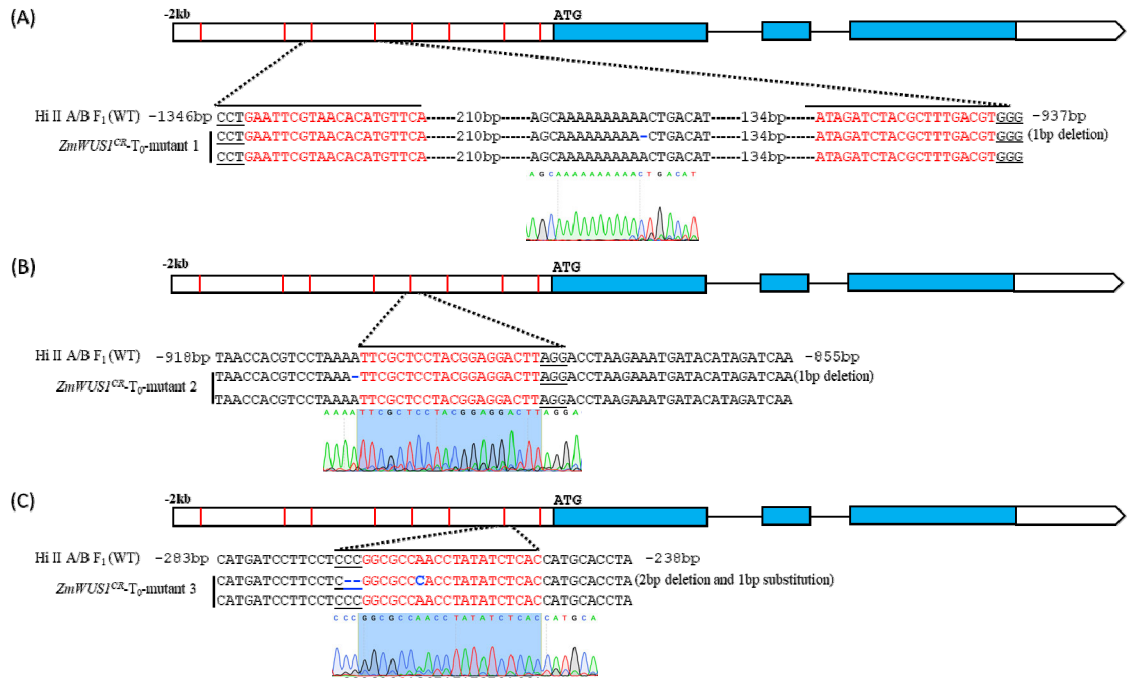 (A)
-2kb ATG
Hi II A/B F1 (WT) -1346bp CCTGAATTCGTAACACATGTTCA-----210bp-----AGCAAAAAAAAAACTGACAT-----134bp-----ATAGATCTACGCTTTGACGTGGG -937bp
ZmWUS1CR-T0-mutant 1
CCTGAATTCGTAACACATGTTCA-----210bp-----AGCAAAAAAAAA-CTGACAT-----134bp-----ATAGATCTACGCTTTGACGTGGG (1bp deletion)
CCTGAATTCGTAACACATGTTCA-----210bp-----AGCAAAAAAAAAACTGACAT-----134bp-----ATAGATCTACGCTTTGACGTGGG
AGCAAAAAAAAAACTGACAT
(B)
-2kb ATG
Hi II A/B F1 (WT) -918bp TAACCACGTCCTAAAATTCGCTCCTACGGAGGACTTAGGACCTAAGAAATGATACATAGATCAA -855bp
ZmWUS1CR-T0-mutant 2
TAACCACGTCCTAAA-TTCGCTCCTACGGAGGACTTAGGACCTAAGAAATGATACATAGATCAA (1bp deletion)
TAACCACGTCCTAAAATTCGCTCCTACGGAGGACTTAGGACCTAAGAAATGATACATAGATCAA
AAAATTCGCTCCTACGGAGGACTTAGGA
(C)
-2kb ATG
Hi II A/B F1 (WT) -283bp CATGATCCTTCCTCCCGGCGCCAACCTATATCTCACCATGCACCTA -238bp
ZmWUS1CR-T0-mutant 3
CATGATCCTTCCTC--GGCGCCCACCTATATCTCACCATGCACCTA (2bp deletion and 1bp substitution)
CATGATCCTTCCTCCCGGCGCCAACCTATATCTCACCATGCACCTA
CCCGGCGCCAACCTATATCTCACCATGCA